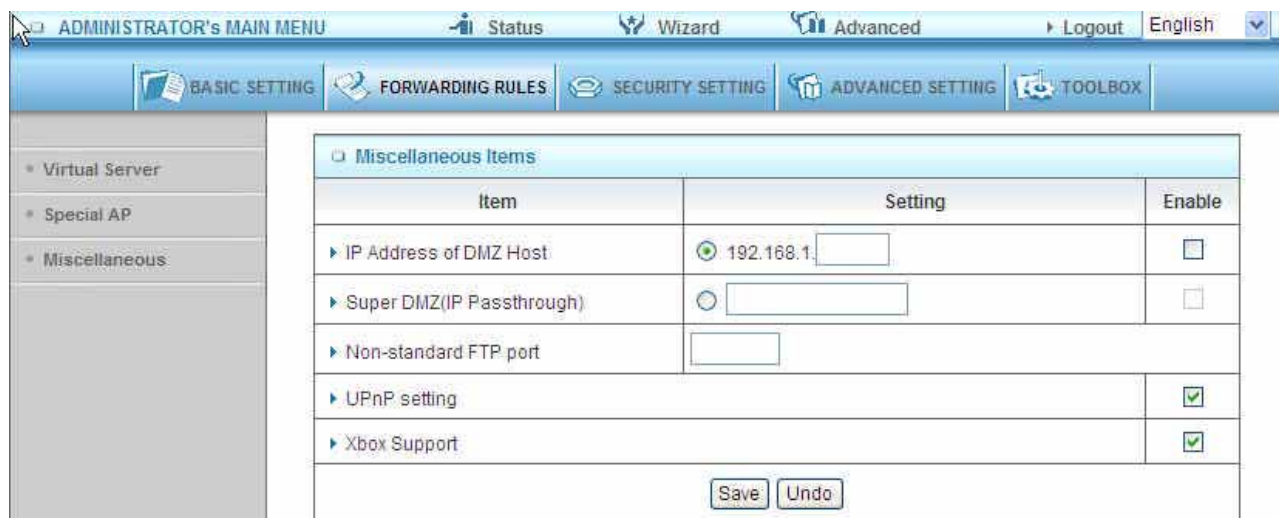 ADMINISTRATOR's MAIN MENU Status Wizard Advanced Logout English
BASIC SETTING FORWARDING RULES SECURITY SETTING ADVANCED SETTING TOOLBOX
Virtual Server
Special AP
Miscellaneous
Miscellaneous Items
Item Setting Enable
IP Address of DMZ Host 192.168.1.
Super DMZ(IP Passthrough)
Non-standard FTP port
UPnP setting
Xbox Support
Save Undo